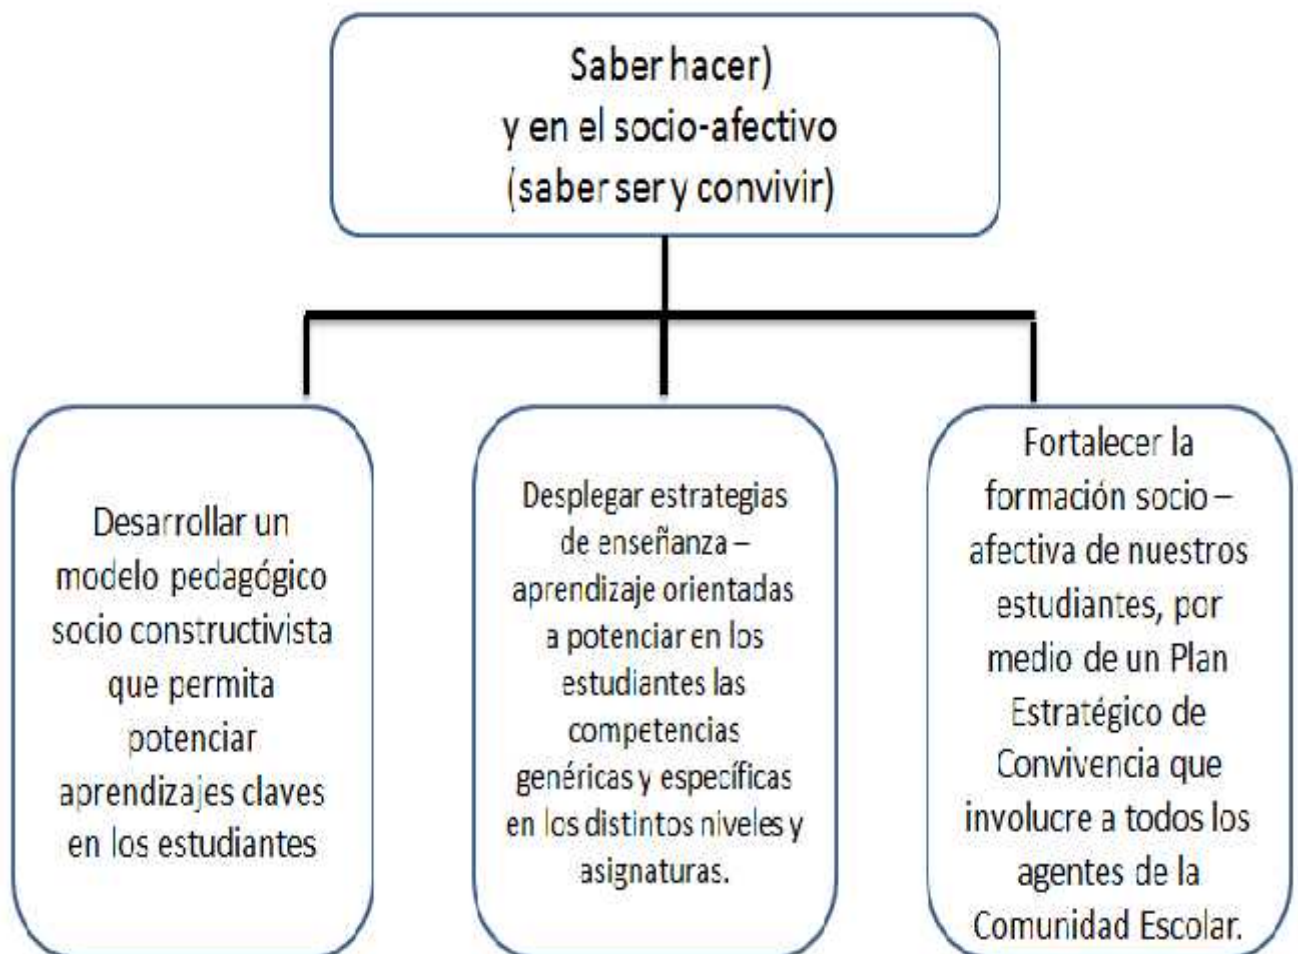 Saber hacer)
y en el socio-afectivo
(saber ser y convivir)
Desarrollar un
modelo pedagógico
socio constructivista
que permita
potenciar
aprendizajes claves
en los estudiantes
Desplegar estrategias
de enseñanza –
aprendizaje orientadas
a potenciar en los
estudiantes las
competencias
genéricas y específicas
en los distintos niveles y
asignaturas.
Fortalecer la
formación socio –
afectiva de nuestros
estudiantes, por
medio de un Plan
Estratégico de
Convivencia que
involucre a todos los
agentes de la
Comunidad Escolar.